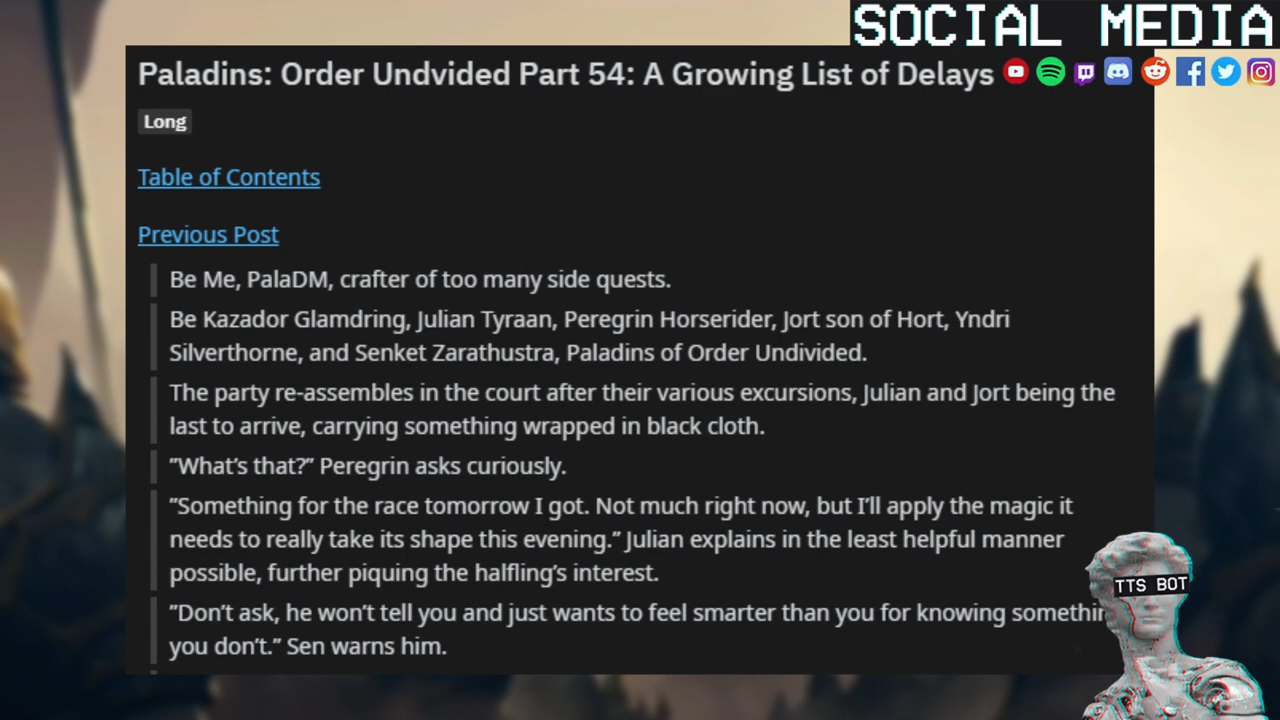 SOCIAL MEDIA
Paladins: Order Undvided Part 54: A Growing List of Delays
Long
Table of Contents
Previous Post
Be Me, PalaDM, crafter of too many side quests.
Be Kazador Glamdring, Julian Tyraan, Peregrin Horserider, Jort son of Hort, Yndri
Silverthorne, and Senket Zarathustra, Paladins of Order Undivided.
The party re-assembles in the court after their various excursions, Julian and Jort being the
last to arrive, carrying something wrapped in black cloth.
"What's that?" Peregrin asks curiously.
"Something for the race tomorrow I got. Not much right now, but I'll apply the magic it
needs to really take its shape this evening." Julian explains in the least helpful manner
possible, further piquing the halfling's interest.
"Don't ask, he won't tell you and just wants to feel smarter than you for knowing somethin
you don't." Sen warns him.
TTS BOT